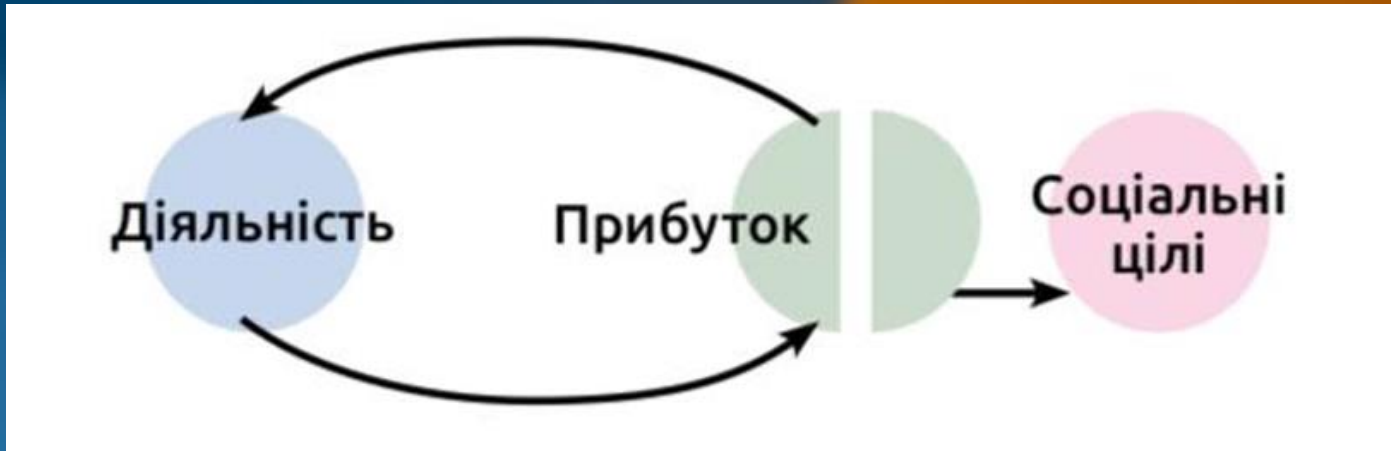 Діяльність
Прибуток
Соціальні
цілі